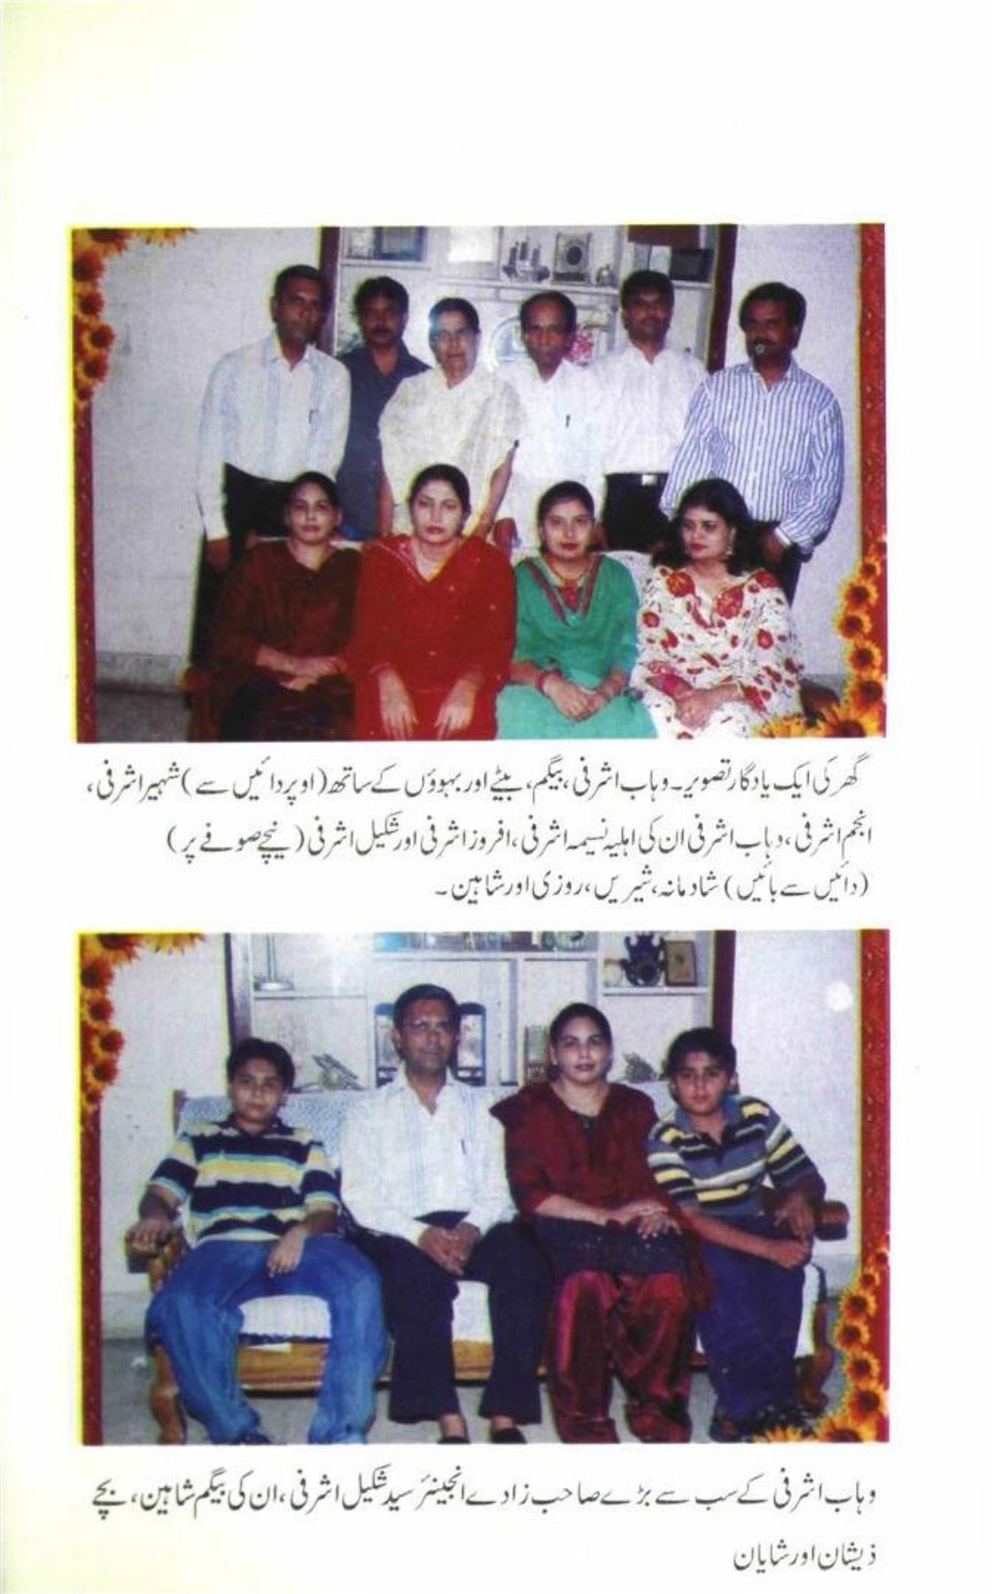 گھر کی ایک یادگار تصویر۔ وہاب اشرفی، بیگم، بیٹے اور بہوؤں کے ساتھ (اوپر دائیں سے) شہیر اشرفی،
انجم اشرفی، وہاب اشرفی ان کی اہلیہ نسیمہ اشرفی، افروز اشرفی اور شکیل اشرفی (نیچے صوفے پر)
(دائیں سے بائیں) شادمانہ، شیریں، روزی اور شاہین۔
وہاب اشرفی کے سب سے بڑے صاحب زادے انجینئر سید شکیل اشرفی، ان کی بیگم شاہین، بچے
ذیشان اور شایان